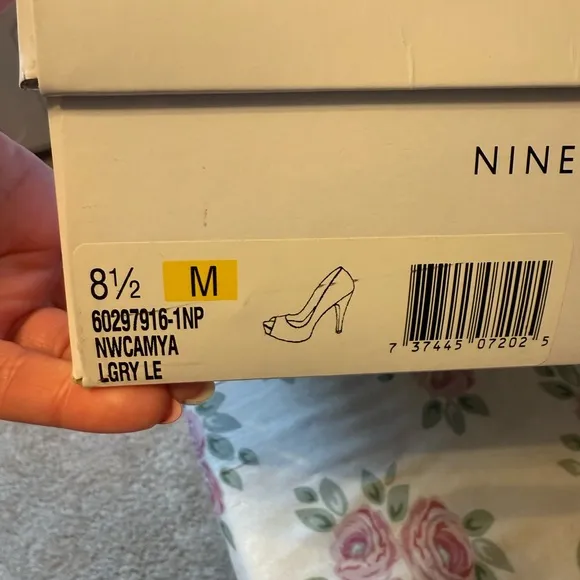 NINE
8½ M
60297916-1NP
NWCAMYA
LGRY LE
7 37445 07202 5